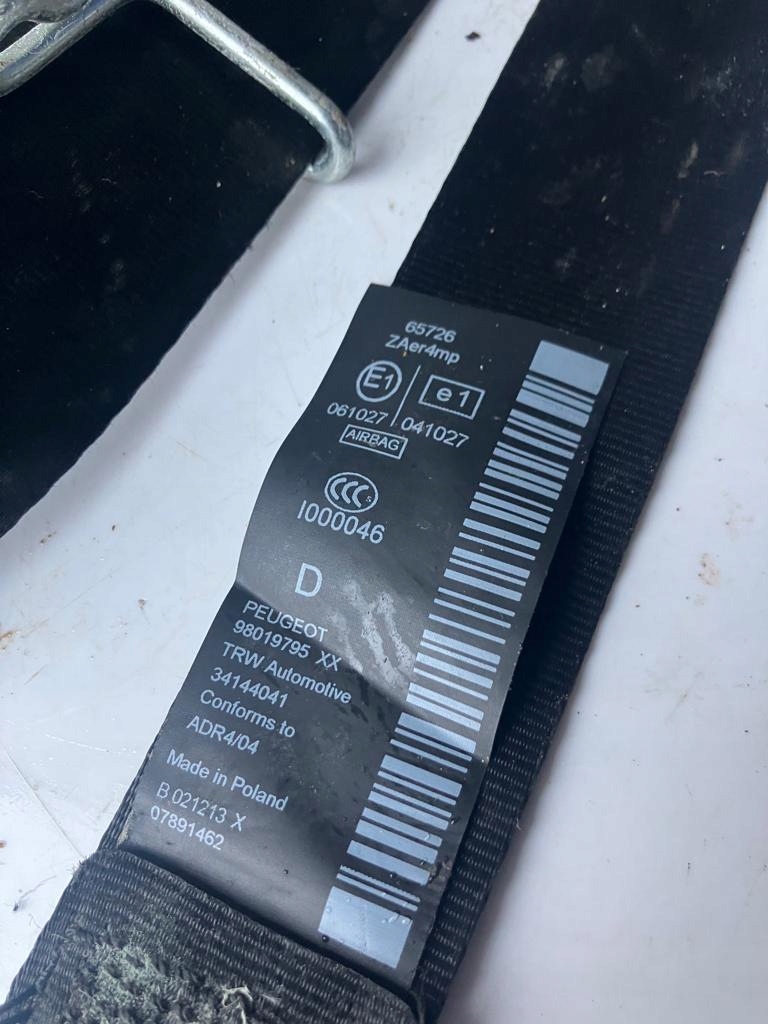 65726
ZAer4mp
E1 e1
061027 041027
AIRBAG
CCC S
I000046
D
PEUGEOT
98019795 XX
TRW Automotive
34144041
Conforms to
ADR4/04
Made in Poland
B 021213 X
07891462